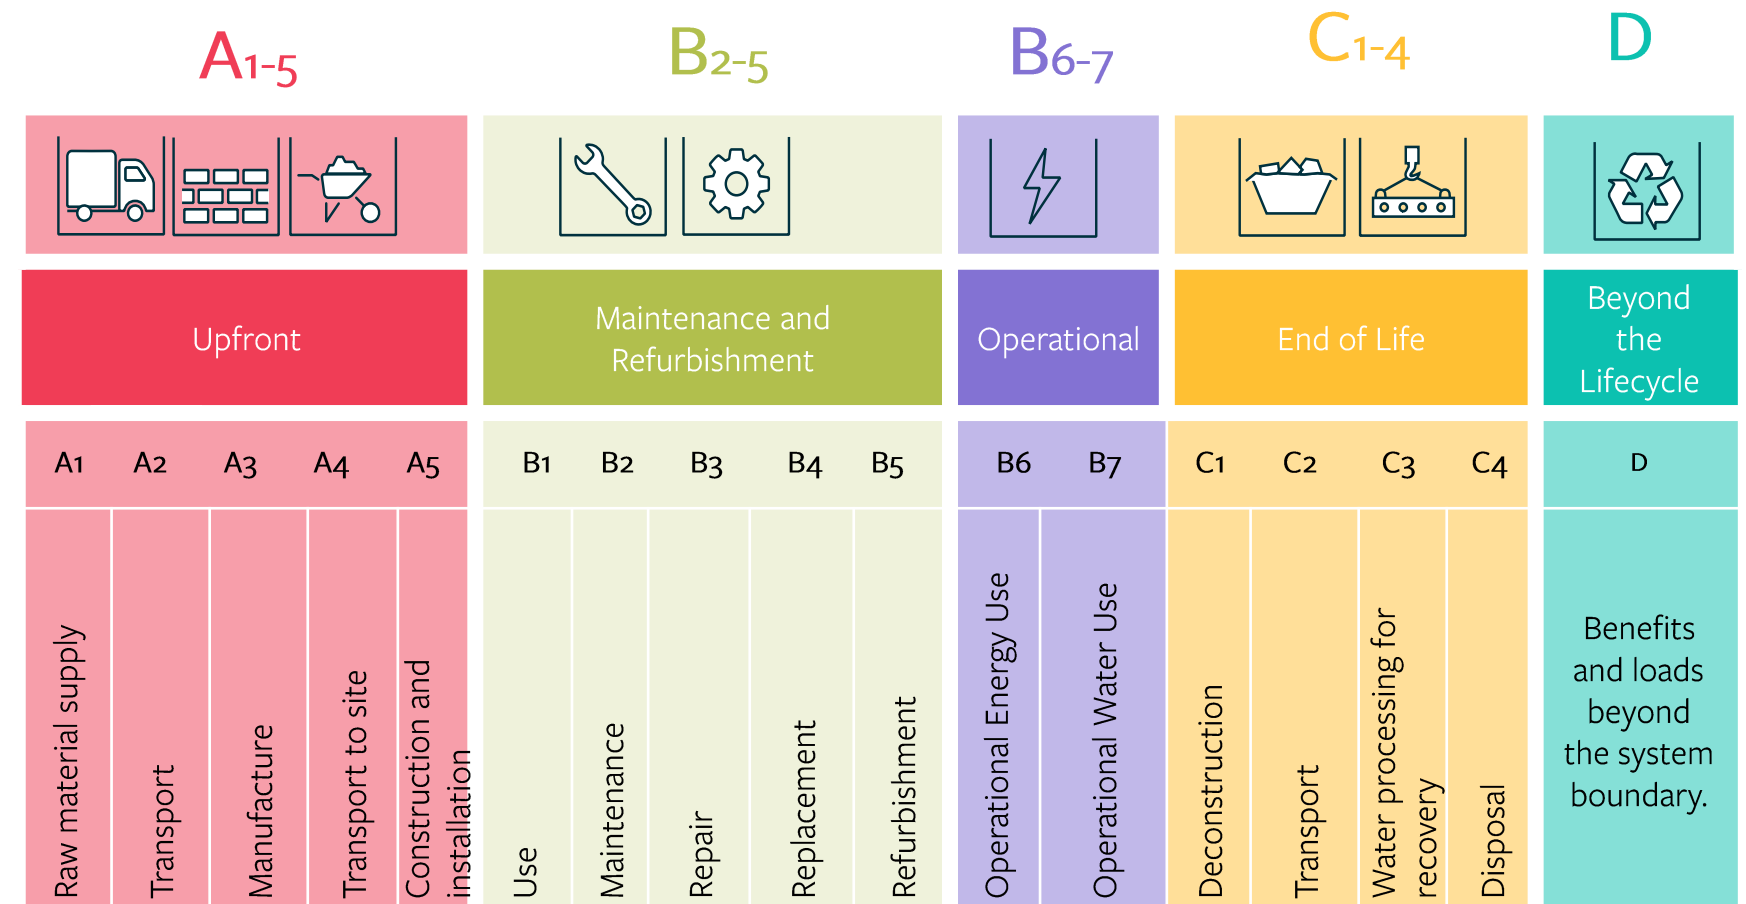 A1-5
B2-5
B6-7
C1-4
D
Upfront
Maintenance and
Refurbishment
Operational
End of Life
Beyond
the
Lifecycle
A1
A2
A3
A4
A5
B1
B2
B3
B4
B5
B6
B7
C1
C2
C3
C4
D
Raw material supply
Transport
Manufacture
Transport to site
Construction and
installation
Use
Maintenance
Repair
Replacement
Refurbishment
Operational Energy Use
Operational Water Use
Deconstruction
Transport
Water processing for
recovery
Disposal
Benefits
and loads
beyond
the system
boundary.